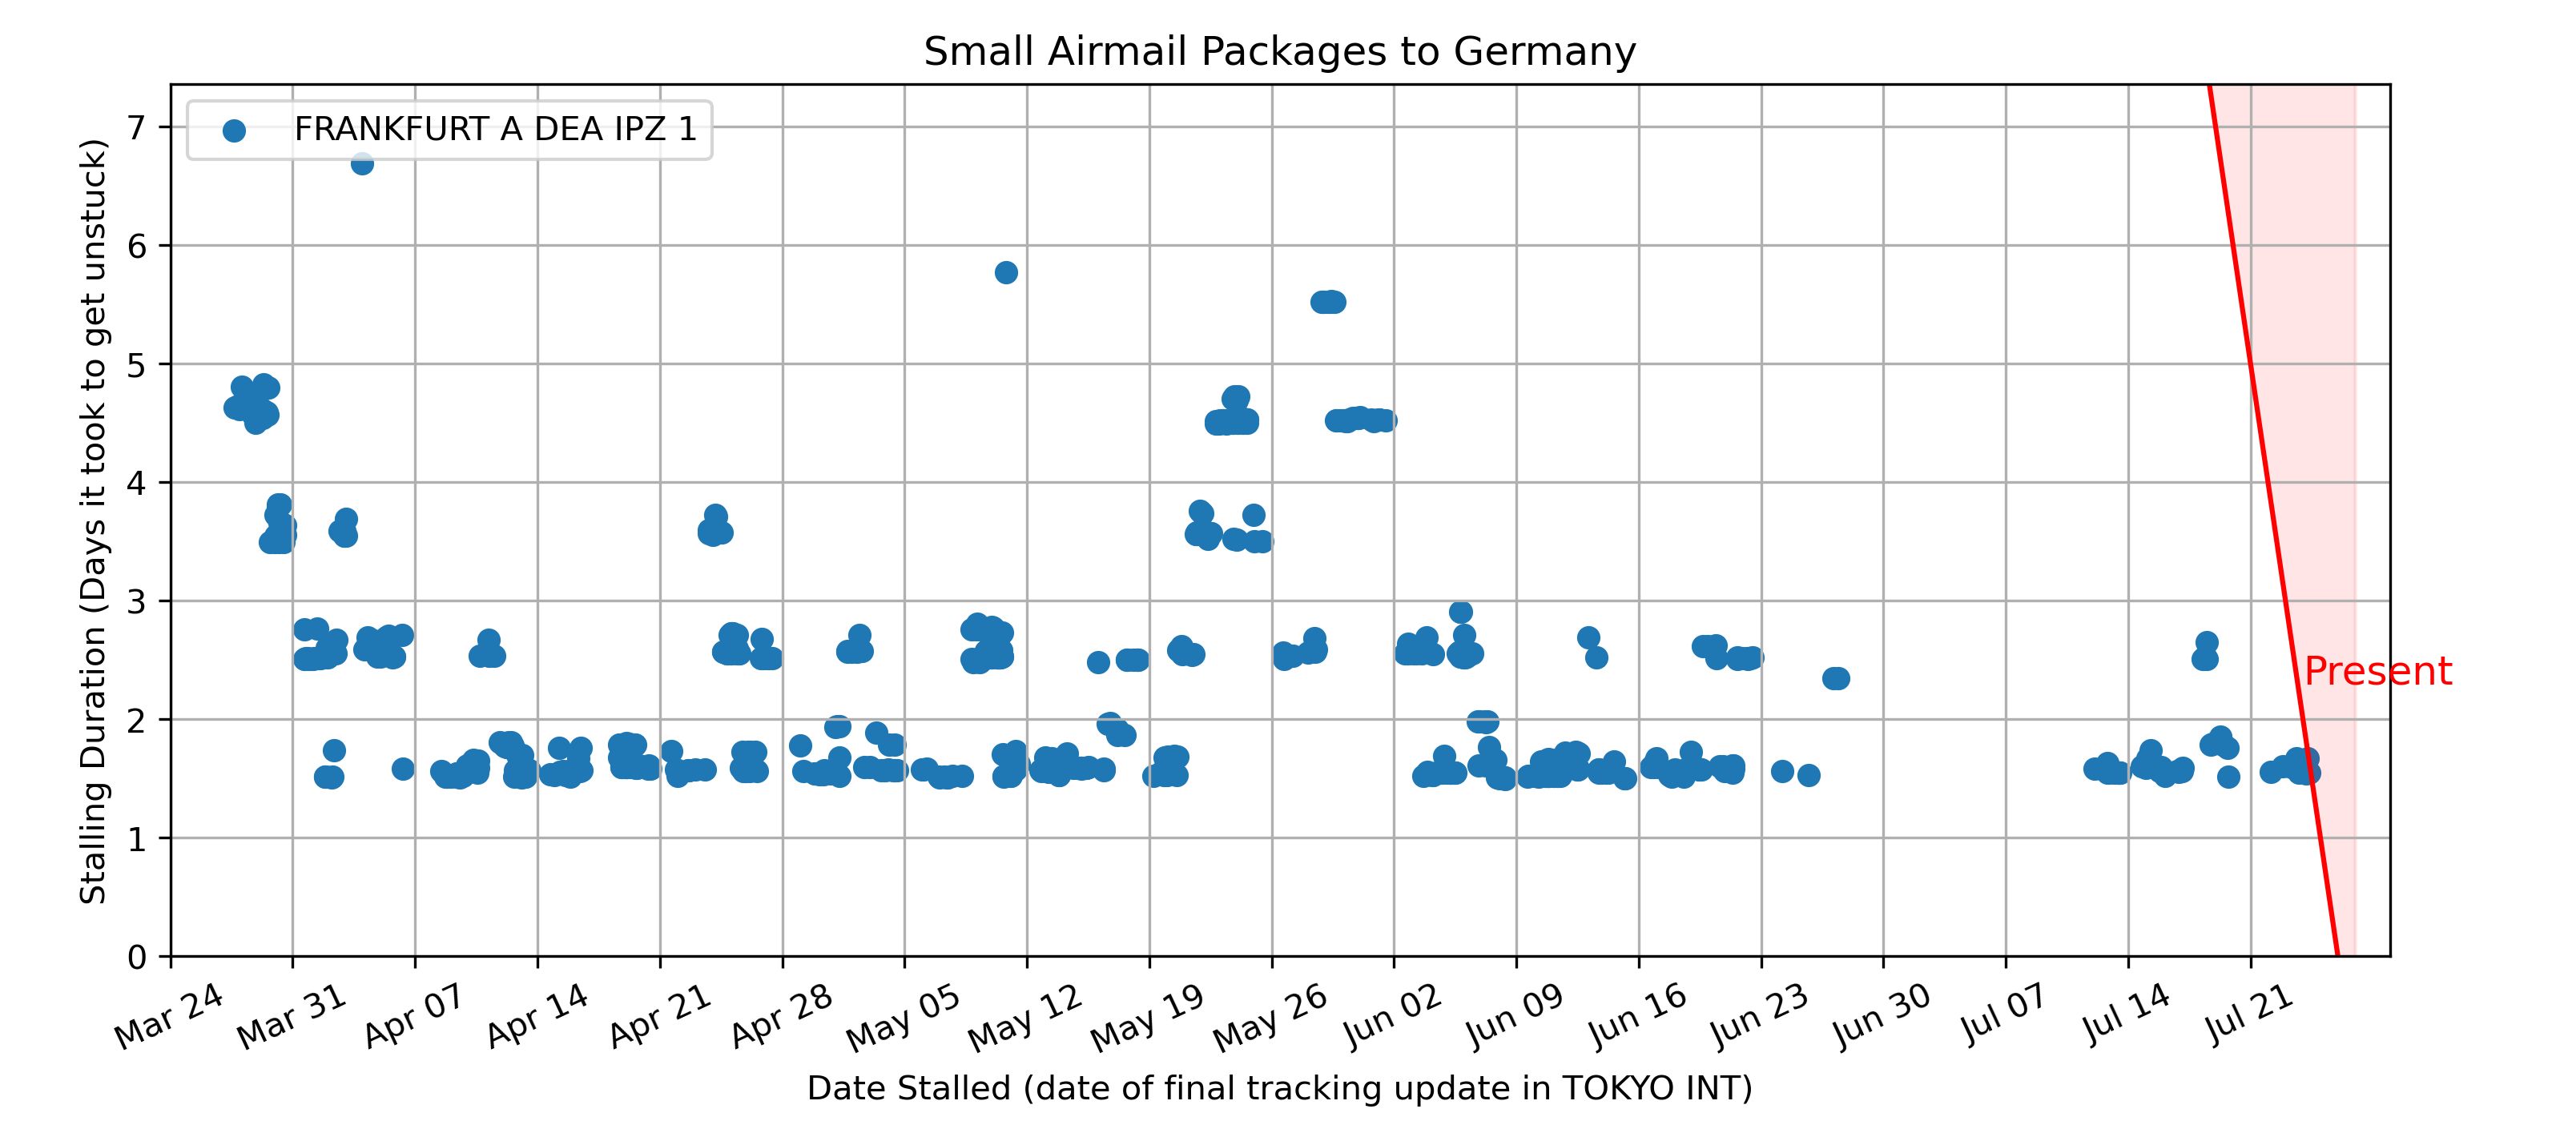 Small Airmail Packages to Germany
FRANKFURT A DEA IPZ 1
Stalling Duration (Days it took to get unstuck)
7
6
5
4
3
2
1
0
Present
Mar 24
Mar 31
Apr 07
Apr 14
Apr 21
Apr 28
May 05
May 12
May 19
May 26
Jun 02
Jun 09
Jun 16
Jun 23
Jun 30
Jul 07
Jul 14
Jul 21
Date Stalled (date of final tracking update in TOKYO INT)